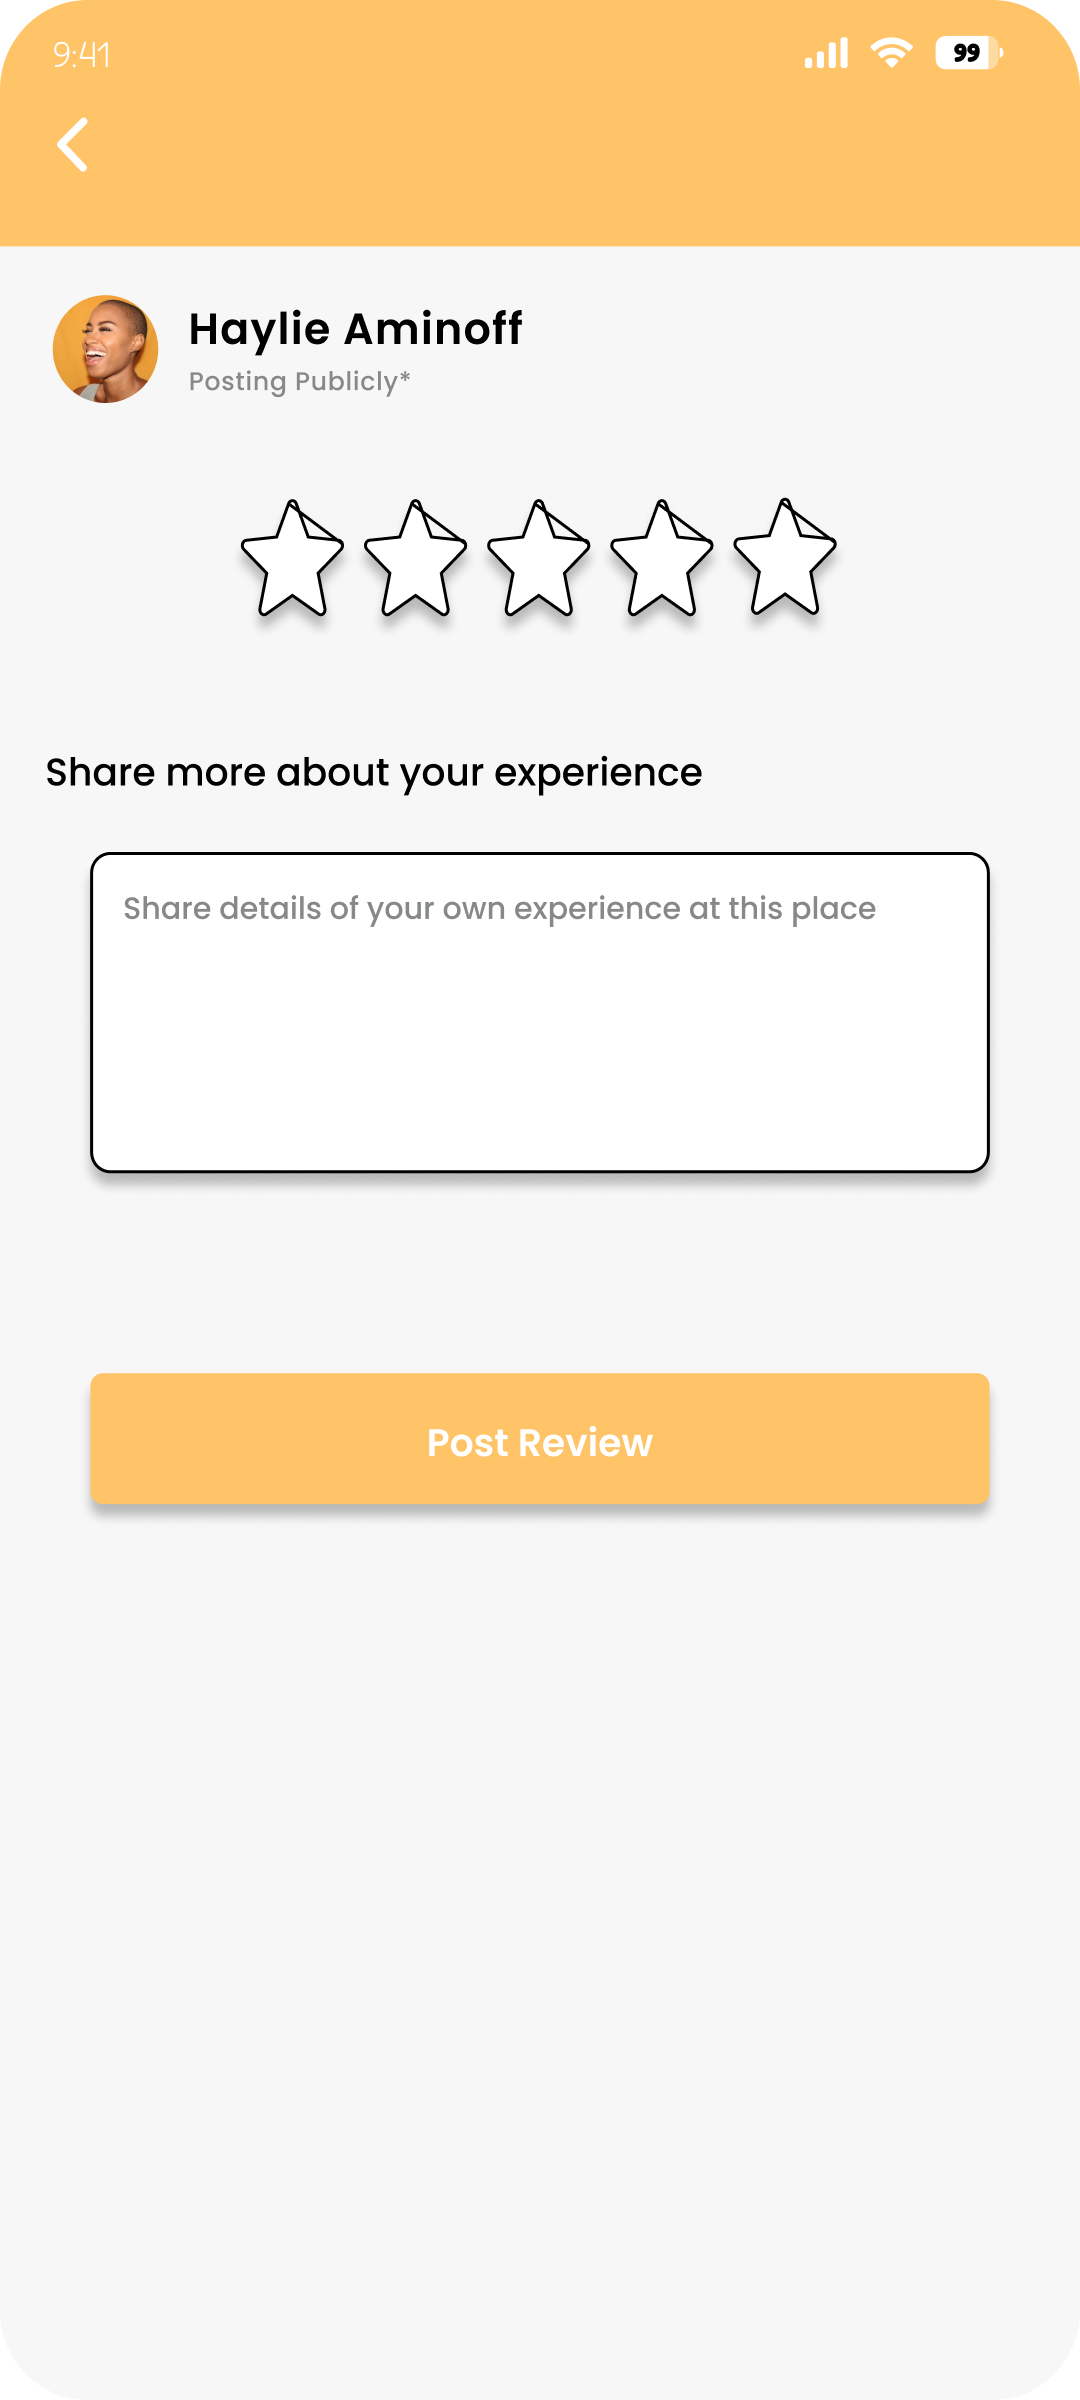 9:41
99
Haylie Aminoff
Posting Publicly*
Share more about your experience
Share details of your own experience at this place
Post Review